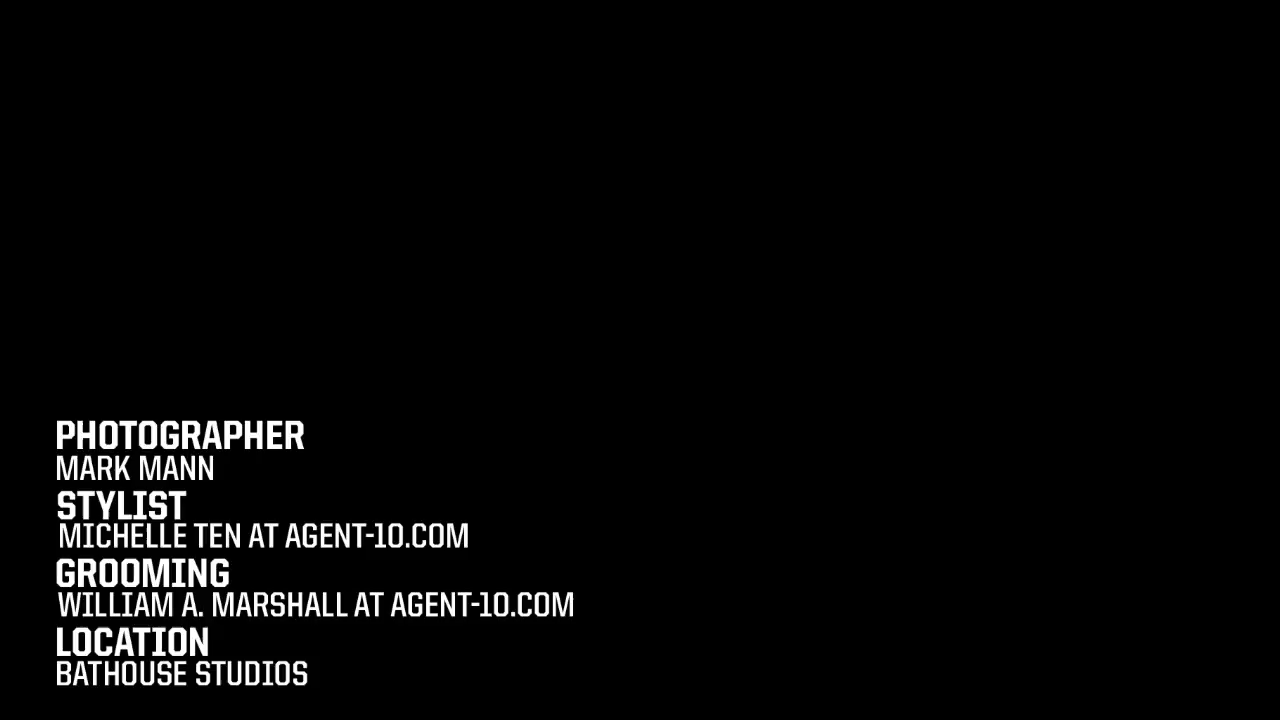 PHOTOGRAPHER
MARK MANN
STYLIST
MICHELLE TEN AT AGENT-10.COM
GROOMING
WILLIAM A. MARSHALL AT AGENT-10.COM
LOCATION
BATHOUSE STUDIOS